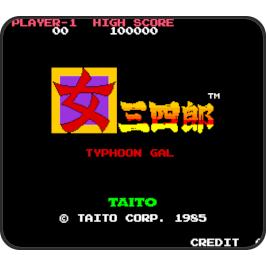 PLAYER-1 HIGH SCORE
00 100000
女三四郎 ™
TYPHOON GAL
TAITO
© TAITO CORP. 1985
CREDIT